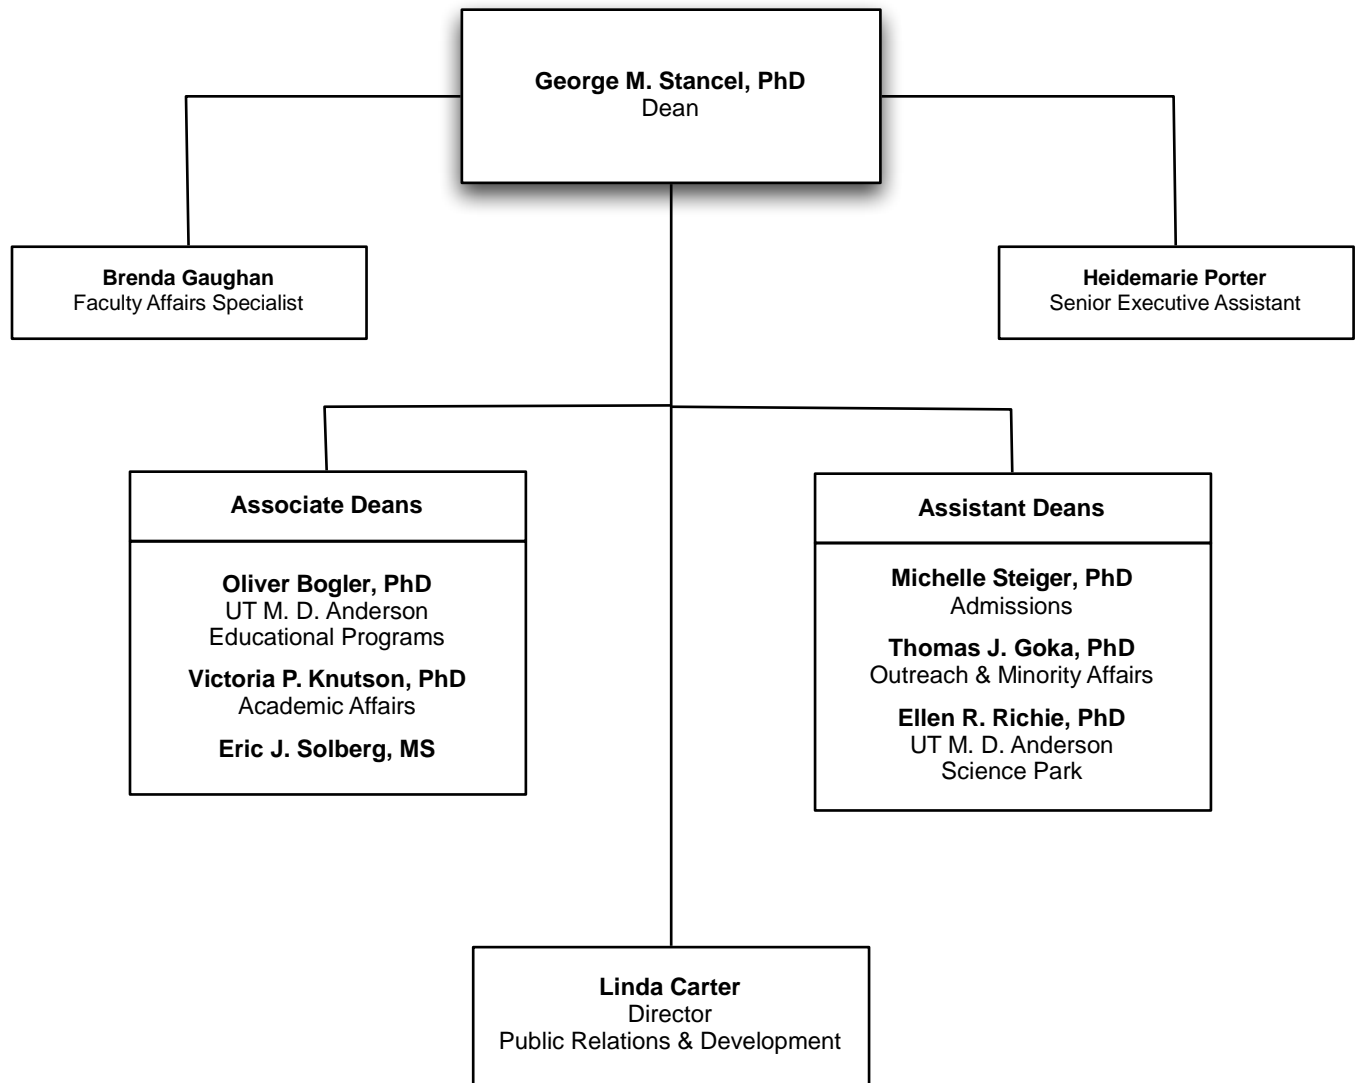 George M. Stancel, PhD
Dean
Brenda Gaughan
Faculty Affairs Specialist
Heidemarie Porter
Senior Executive Assistant
Associate Deans
Oliver Bogler, PhD
UT M. D. Anderson
Educational Programs
Victoria P. Knutson, PhD
Academic Affairs
Eric J. Solberg, MS
Assistant Deans
Michelle Steiger, PhD
Admissions
Thomas J. Goka, PhD
Outreach & Minority Affairs
Ellen R. Richie, PhD
UT M. D. Anderson
Science Park
Linda Carter
Director
Public Relations & Development